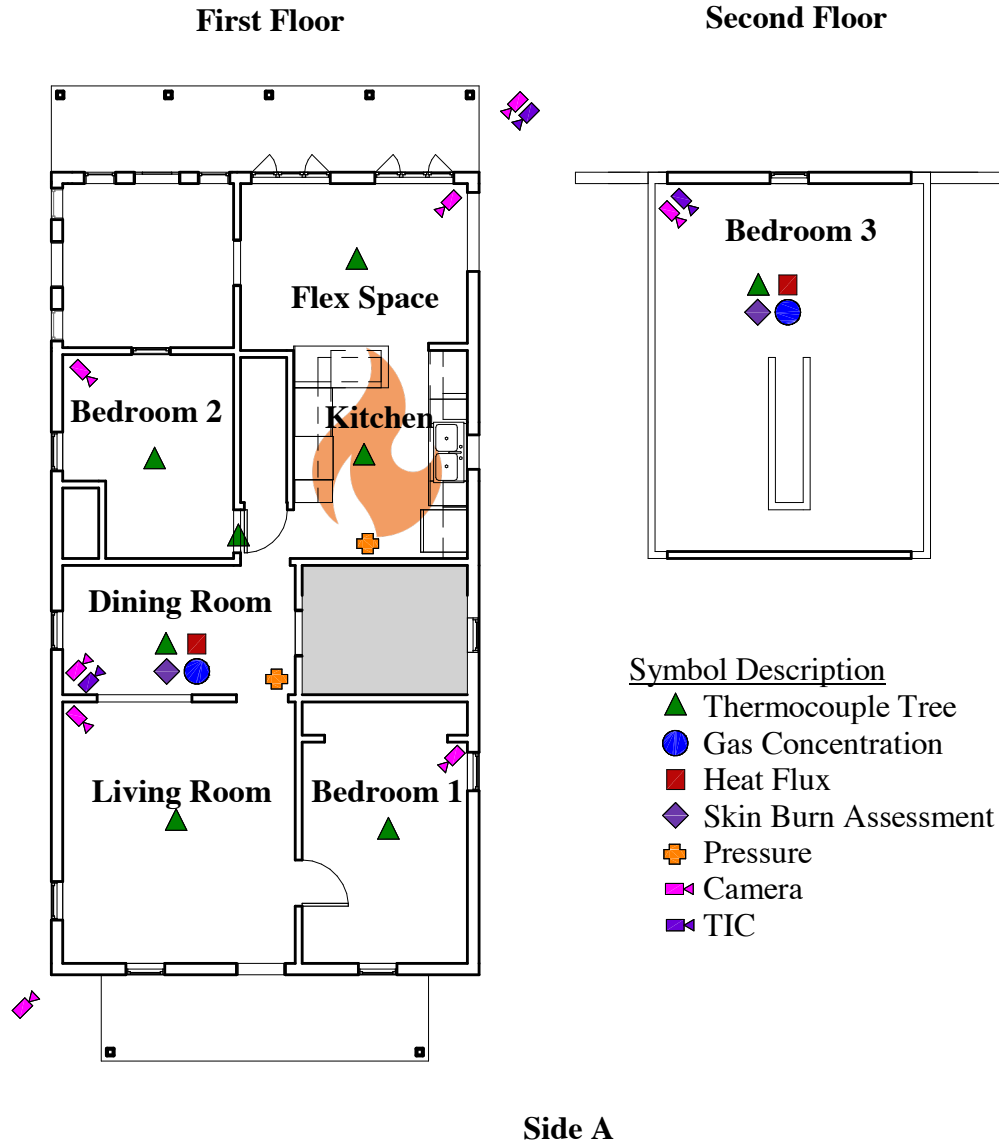 First Floor
Second Floor
Bedroom 3
Flex Space
Bedroom 2
Kitchen
Dining Room
Living Room
Bedroom 1
Symbol Description
Thermocouple Tree
Gas Concentration
Heat Flux
Skin Burn Assessment
Pressure
Camera
TIC
Side A